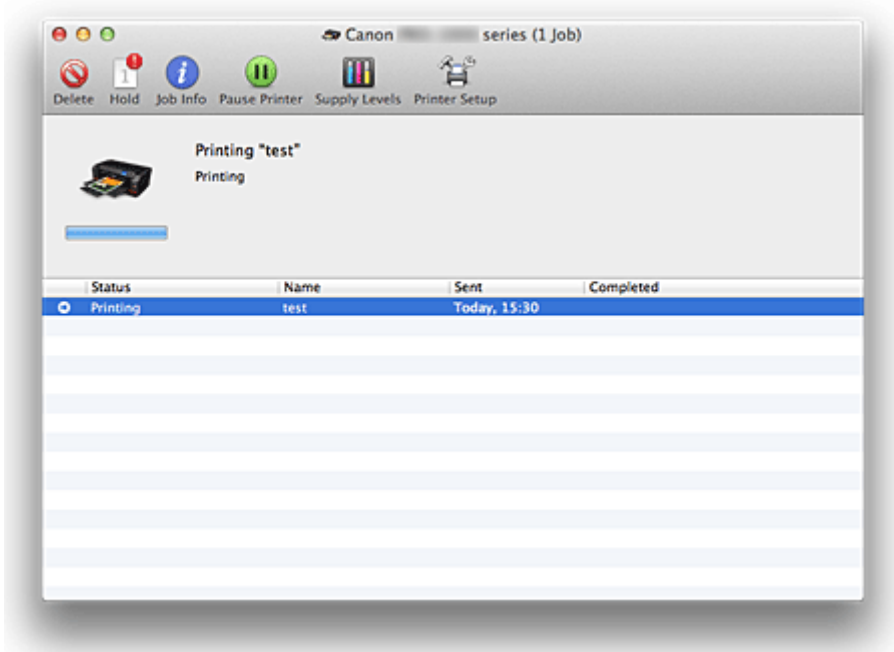 Canon series (1 Job)
1
Delete Hold Job Info Pause Printer Supply Levels Printer Setup
Printing "test"
Printing
Status Name Sent Completed
Printing test Today, 15:30